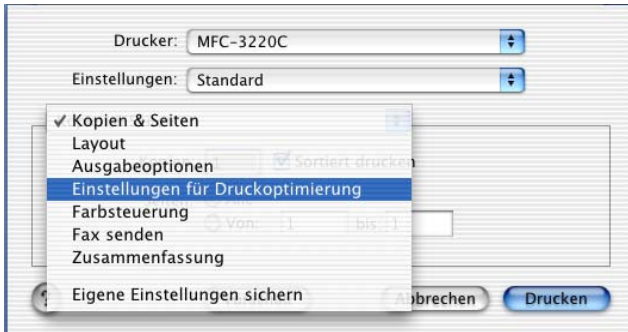 Drucker: MFC-3220C
Einstellungen: Standard
✓ Kopien & Seiten
Layout
Ausgabeoptionen
Sortiert drucken
Einstellungen für Druckoptimierung
Farbsteuerung
Von: 1 bis: 1
Fax senden
Zusammenfassung
Eigene Einstellungen sichern
? Abbrechen Drucken